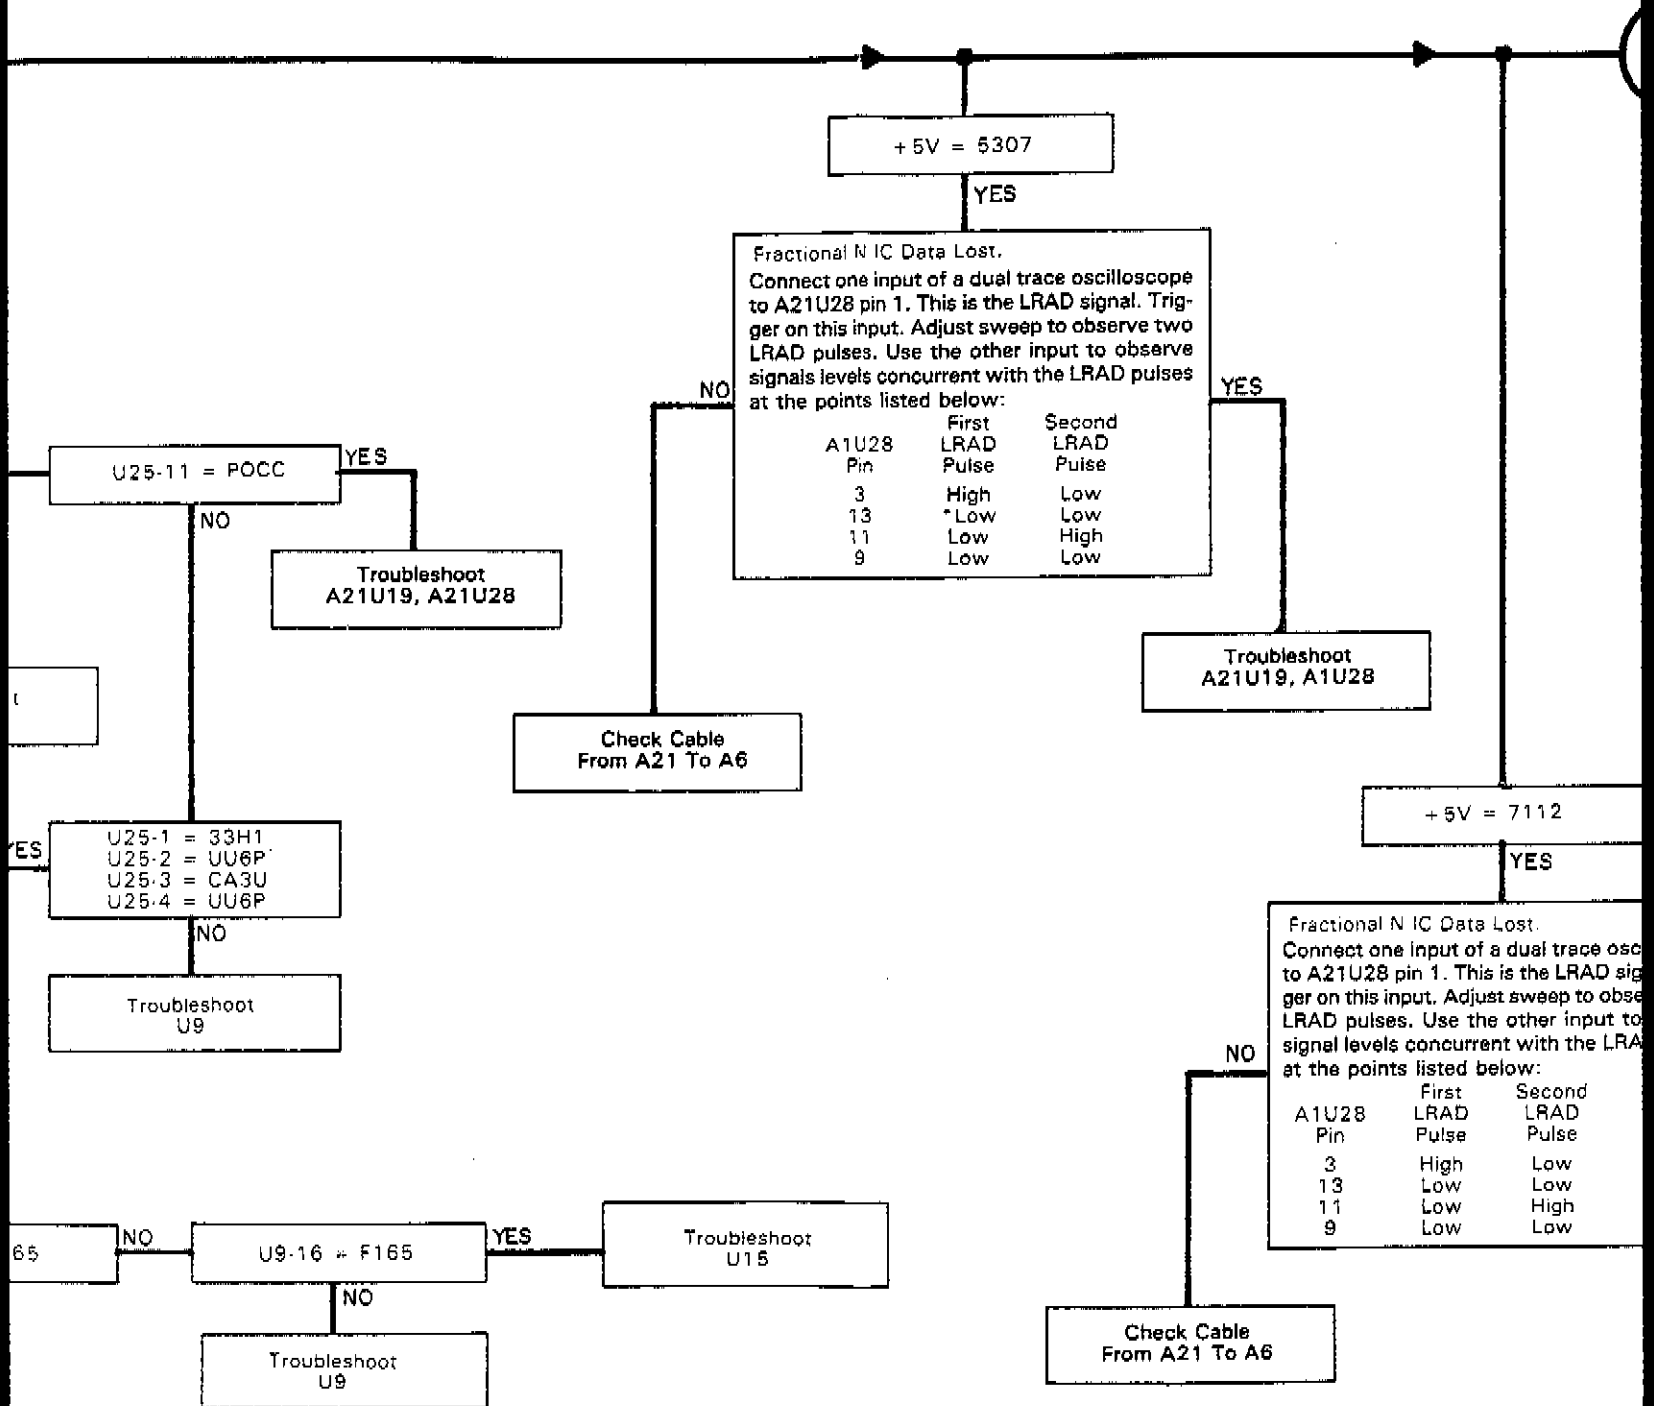 +5V = 5307
YES
Fractional N IC Data Lost.
Connect one input of a dual trace oscilloscope
to A21U28 pin 1. This is the LRAD signal. Trig-
ger on this input. Adjust sweep to observe two
LRAD pulses. Use the other input to observe
signals levels concurrent with the LRAD pulses
at the points listed below:
First Second
A1U28 LRAD LRAD
Pin Pulse Pulse
3 High Low
13 Low Low
11 Low High
9 Low Low
NO
YES
U25-11 = POCC
YES
NO
Troubleshoot
A21U19, A21U28
Troubleshoot
A21U19, A1U28
Check Cable
From A21 To A6
YES
U25-1 = 33H1
U25-2 = UU6P
U25-3 = CA3U
U25-4 = UU6P
NO
Troubleshoot
U9
+5V = 7112
YES
Fractional N IC Data Lost.
Connect one input of a dual trace osc
to A21U28 pin 1. This is the LRAD sig
ger on this input. Adjust sweep to obse
LRAD pulses. Use the other input to
signal levels concurrent with the LRA
at the points listed below:
First Second
A1U28 LRAD LRAD
Pin Pulse Pulse
3 High Low
13 Low Low
11 Low High
9 Low Low
NO
65
NO
U9-16 = F165
YES
Troubleshoot
U15
NO
Troubleshoot
U9
Check Cable
From A21 To A6